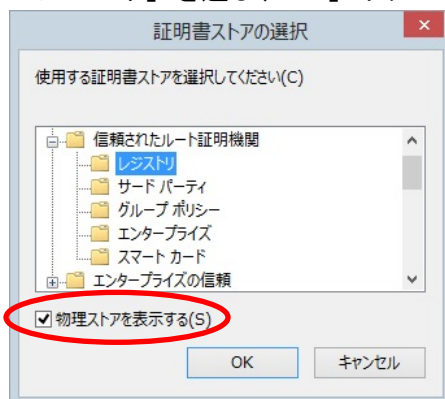 証明書ストアの選択
使用する証明書ストアを選択してください(C)
信頼されたルート証明機関
レジストリ
サード パーティ
グループ ポリシー
エンタープライズ
スマート カード
エンタープライズの信頼
物理ストアを表示する(S)
OK キャンセル